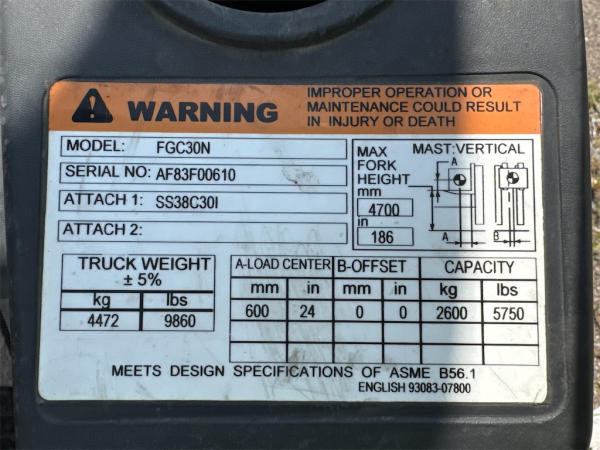 WARNING
IMPROPER OPERATION OR
MAINTENANCE COULD RESULT
IN INJURY OR DEATH
MODEL: FGC30N
SERIAL NO: AF83F00610
ATTACH 1: SS38C30I
ATTACH 2:
MAX
FORK
HEIGHT
mm
4700
in
186
MAST:VERTICAL
A
A
B
TRUCK WEIGHT
± 5%
kg lbs
4472 9860
A-LOAD CENTER B-OFFSET CAPACITY
mm in mm in kg lbs
600 24 0 0 2600 5750
MEETS DESIGN SPECIFICATIONS OF ASME B56.1
ENGLISH 93083-07800